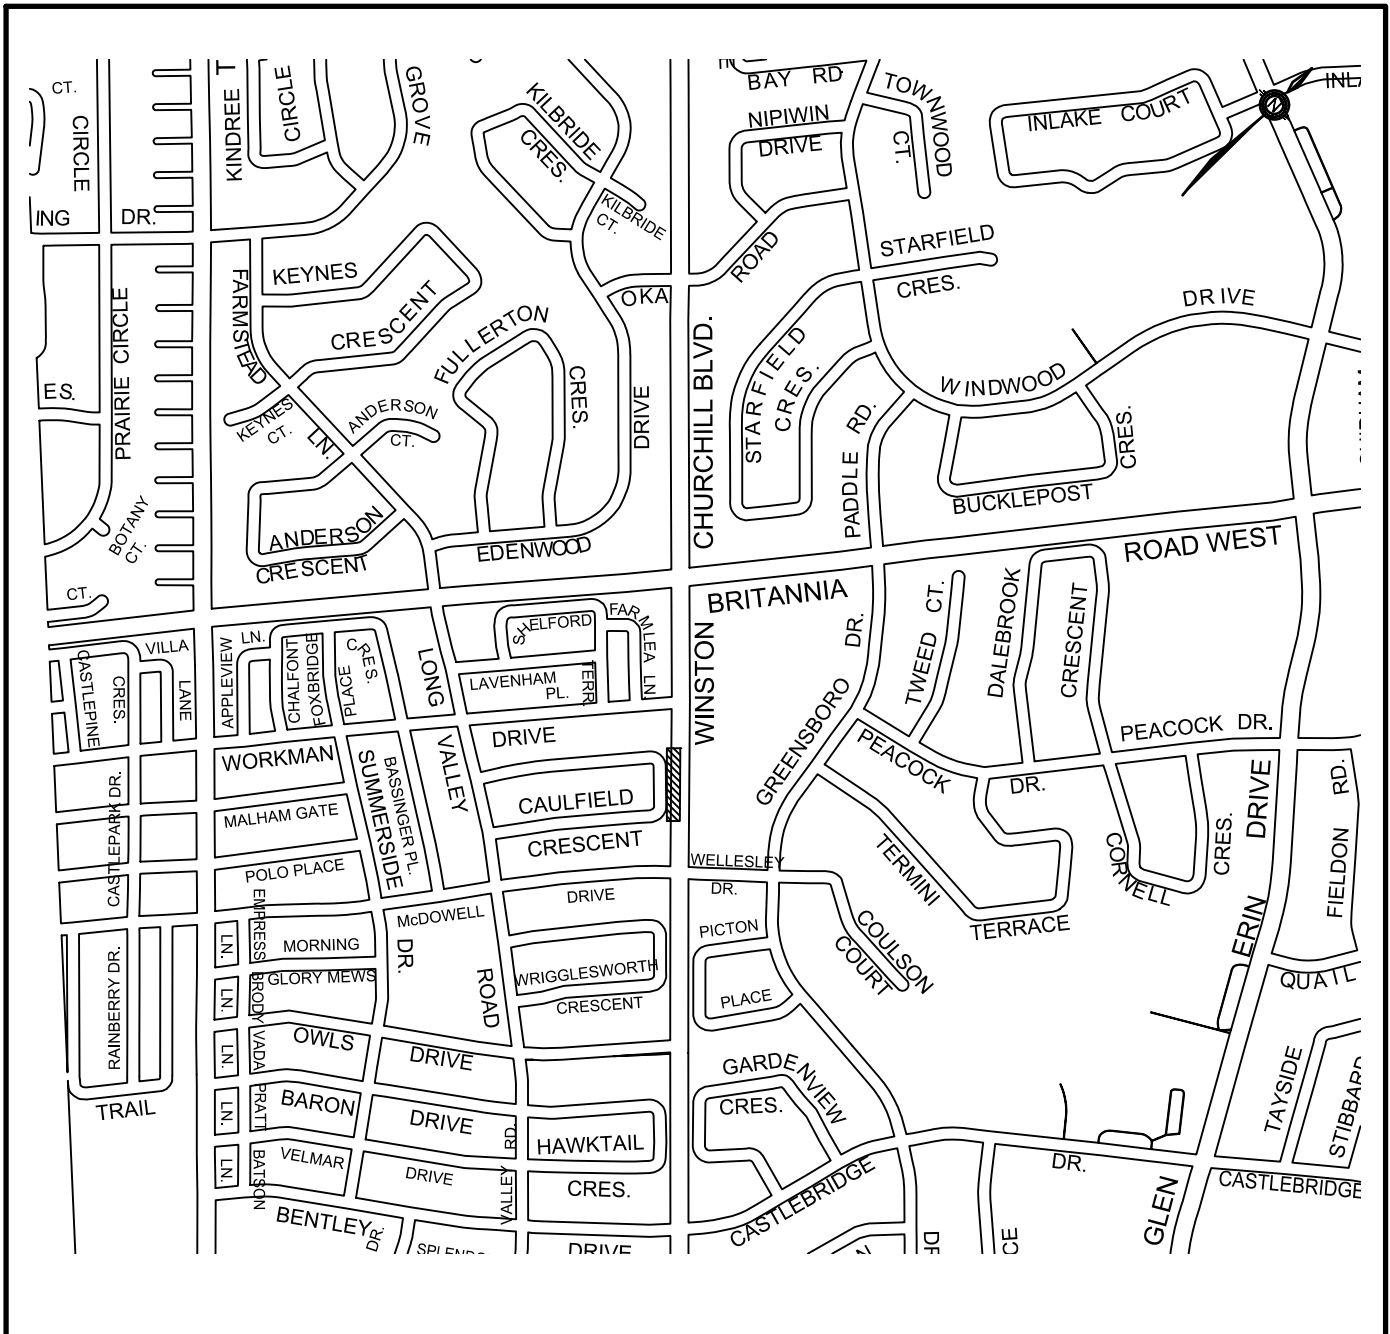 CT.
CIRCLE
KINDREE T
CIRCLE
GROVE
KILBRIDE
CRES.
KILBRIDE
CT.
BAY RD
NIPIWIN
DRIVE
TOWNWOOD
CT.
INLAKE COURT
N
ING DR.
FARMSTEAD
LN.
KEYNES
CRESCENT
KEYNES
CT.
FULLERTON
CRES.
ANDERSON
CT.
OKA
ROAD
STARFIELD
CRES.
DRIVE
WINDWOOD
PRAIRIE CIRCLE
ES.
BOTANY
CT.
CT.
ANDERSON
CRESCENT
EDENWOOD
DRIVE
CHURCHILL BLVD.
STARFIELD
CRES.
PADDLE RD.
BUCKLEPOST
CRES.
ROAD WEST
BRITANNIA
WINSTON
VILLA
LANE
CASTLEPINE
CRES.
APPLEVIEW
LN.
CHALFONT
FOXBRIDGE
PLACE
CRES.
LONG
VALLEY
SHELFORD
TERR.
FARMLEA LN.
LAVENHAM
PL.
GREENSBORO
DR.
TWEED CT.
DALEBROOK
CRESCENT
PEACOCK
DR.
PEACOCK DR.
WORKMAN
DRIVE
SUMMERSIDE
DR.
BASSINGER PL.
CAULFIELD
CRESCENT
CASTLEPARK DR.
MALHAM GATE
POLO PLACE
WELLESLEY
DR.
TERMINI
TERRACE
CORNELL
CRES.
ERIN
DRIVE
FIELDON
RD.
EMPRESS
LN.
McDOWELL
DRIVE
PICTON
PLACE
COULSON
COURT
MORNING
GLORY MEWS
ROAD
WRIGGLESWORTH
CRESCENT
QUAIL
RAINBERRY DR.
BRODY
LN.
OWLS
DRIVE
VADA
LN.
GARDENVIEW
CRES.
TAYSIDE
STIBBARD
TRAIL
PRATT
LN.
BARON
DRIVE
RD.
VALLEY
HAWKTAIL
CRES.
BATSON
LN.
VELMAR
DRIVE
CASTLEBRIDGE
DR.
CASTLEBRIDGE
GLEN
BENTLEY
DR.
DRIVE
CE